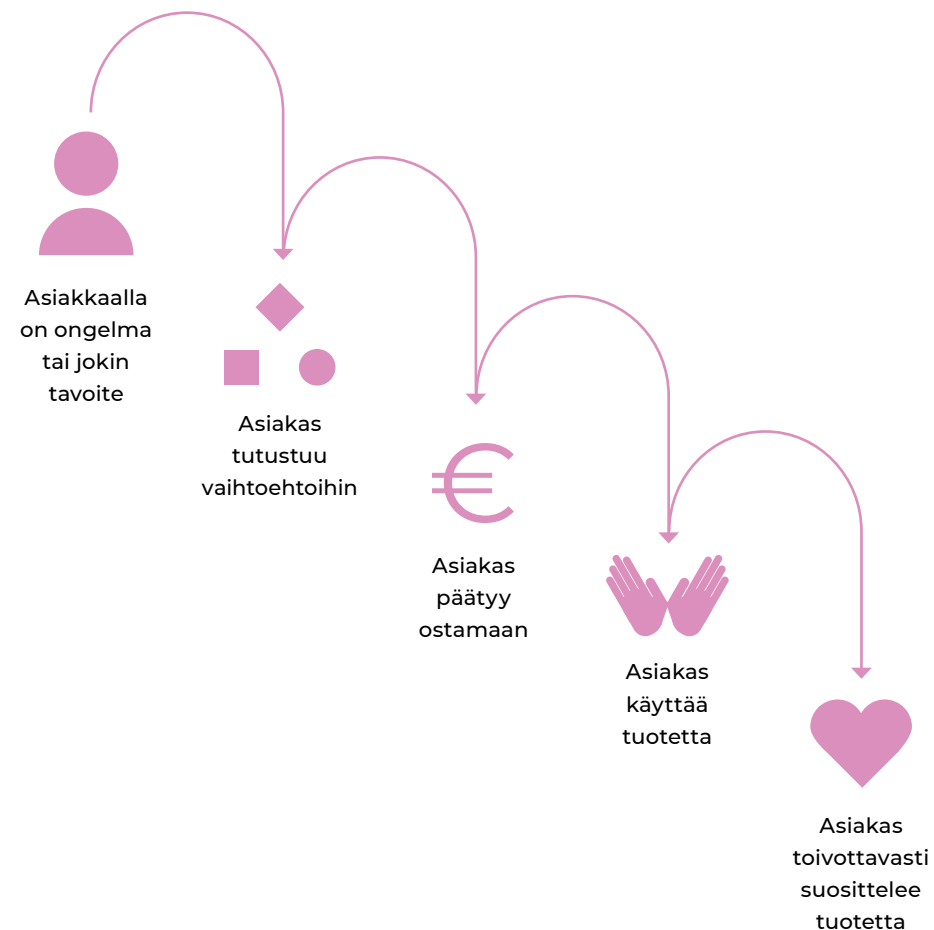 Asiakkaalla
on ongelma
tai jokin
tavoite
Asiakas
tutustuu
vaihtoehtoihin
Asiakas
päätyy
ostamaan
Asiakas
käyttää
tuotetta
Asiakas
toivottavasti
suosittelee
tuotetta